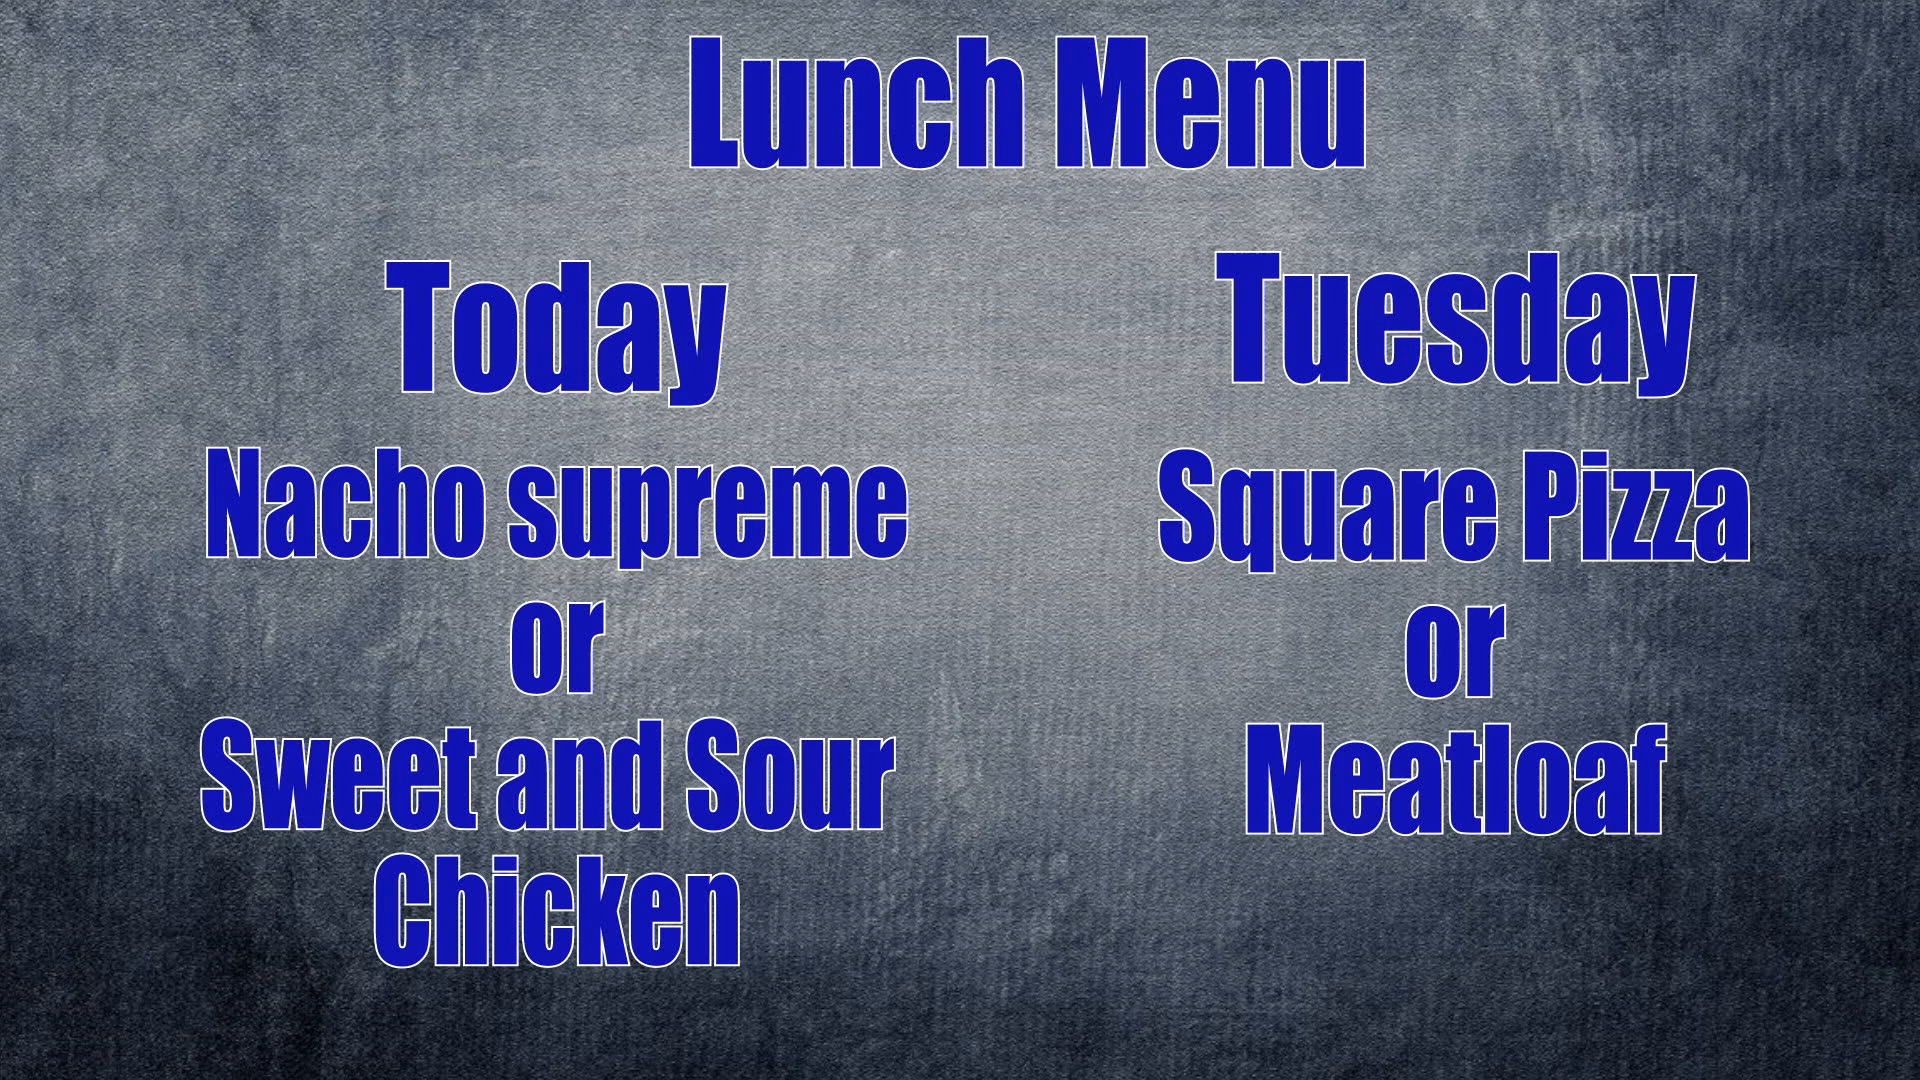 Lunch Menu
Today
Nacho supreme
or
Sweet and Sour
Chicken
Tuesday
Square Pizza
or
Meatloaf